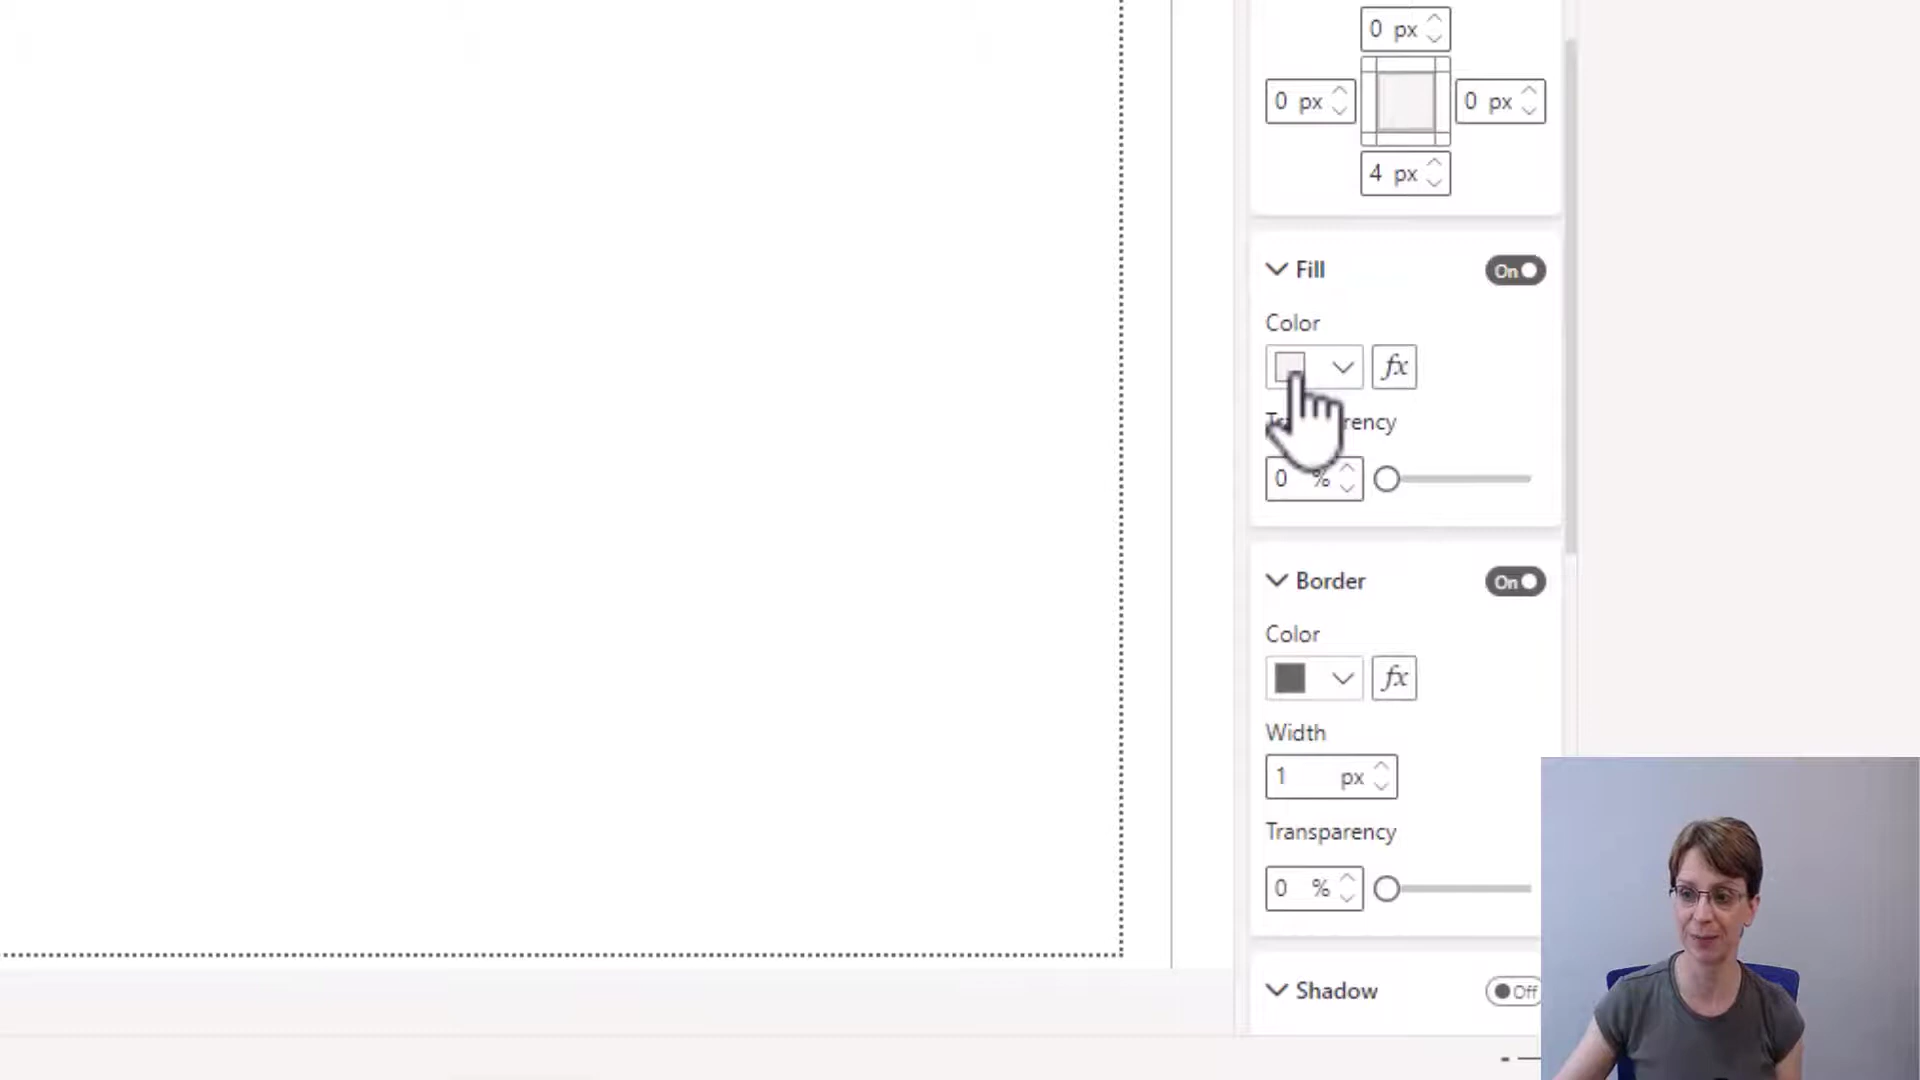 0 px
0 px
0 px
4 px
Fill
On
Color
fx
rency
0 %
Border
On
Color
fx
Width
1 px
Transparency
0 %
Shadow
Off